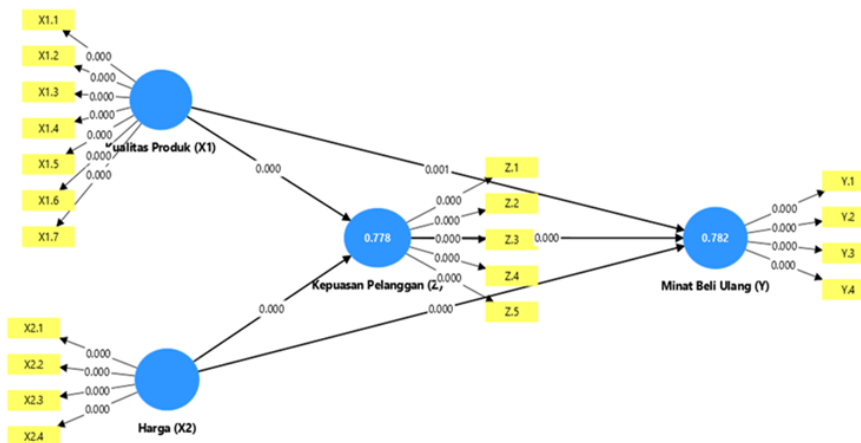 X1.1
X1.2
X1.3
X1.4
X1.5
X1.6
X1.7
0.000
0.000
0.000
0.000
0.000
0.000
0.000
ualitas Produk (X1)
0.000
0.001
Z.1
Z.2
Z.3
Z.4
Z.5
0.000
0.000
0.000
0.000
0.000
0.778
Kepuasan Pelanggan (Z)
0.000
0.782
Minat Beli Ulang (Y)
0.000
0.000
0.000
0.000
Y.1
Y.2
Y.3
Y.4
0.000
0.000
X2.1
X2.2
X2.3
X2.4
0.000
0.000
0.000
0.000
Harga (X2)